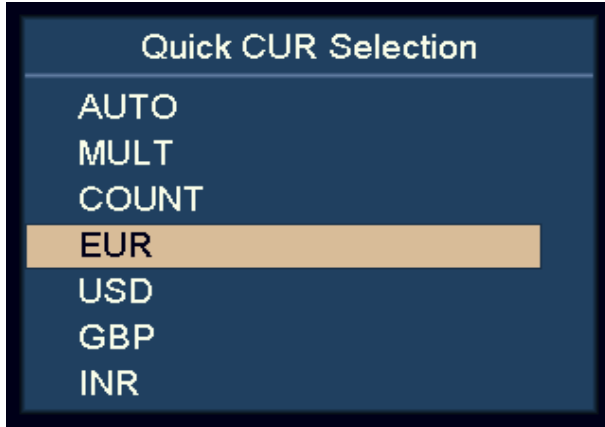 Quick CUR Selection
AUTO
MULT
COUNT
EUR
USD
GBP
INR